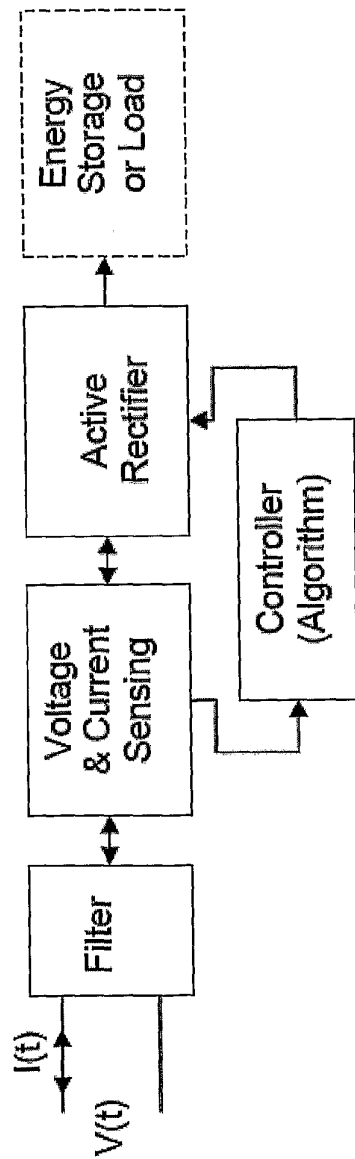 I(t)
V(t)
Filter
Voltage
& Current
Sensing
Active
Rectifier
Energy
Storage
or Load
Controller
(Algorithm)